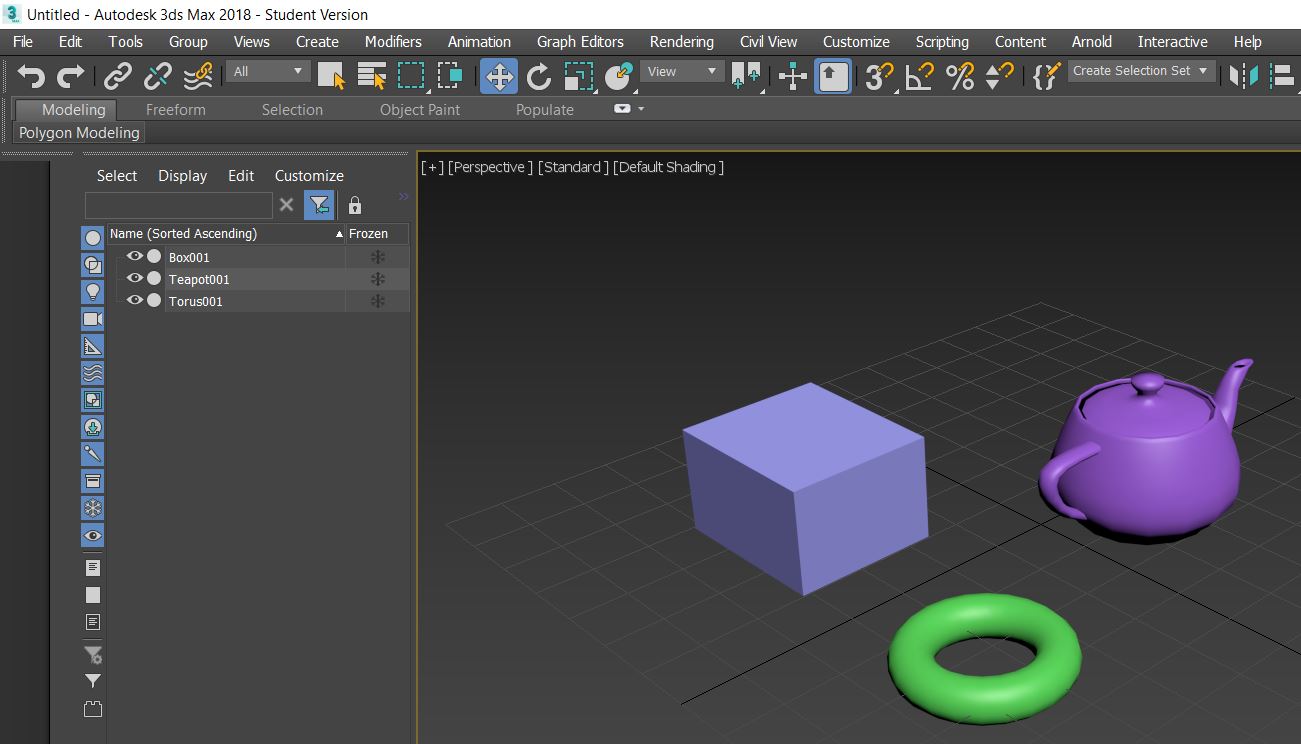 Untitled - Autodesk 3ds Max 2018 - Student Version
File Edit Tools Group Views Create Modifiers Animation Graph Editors Rendering Civil View Customize Scripting Content Arnold Interactive Help
All View Create Selection Set
Modeling Freeform Selection Object Paint Populate
Polygon Modeling
Select Display Edit Customize
[+] [Perspective ] [Standard ] [Default Shading ]
Name (Sorted Ascending) Frozen
Box001
Teapot001
Torus001